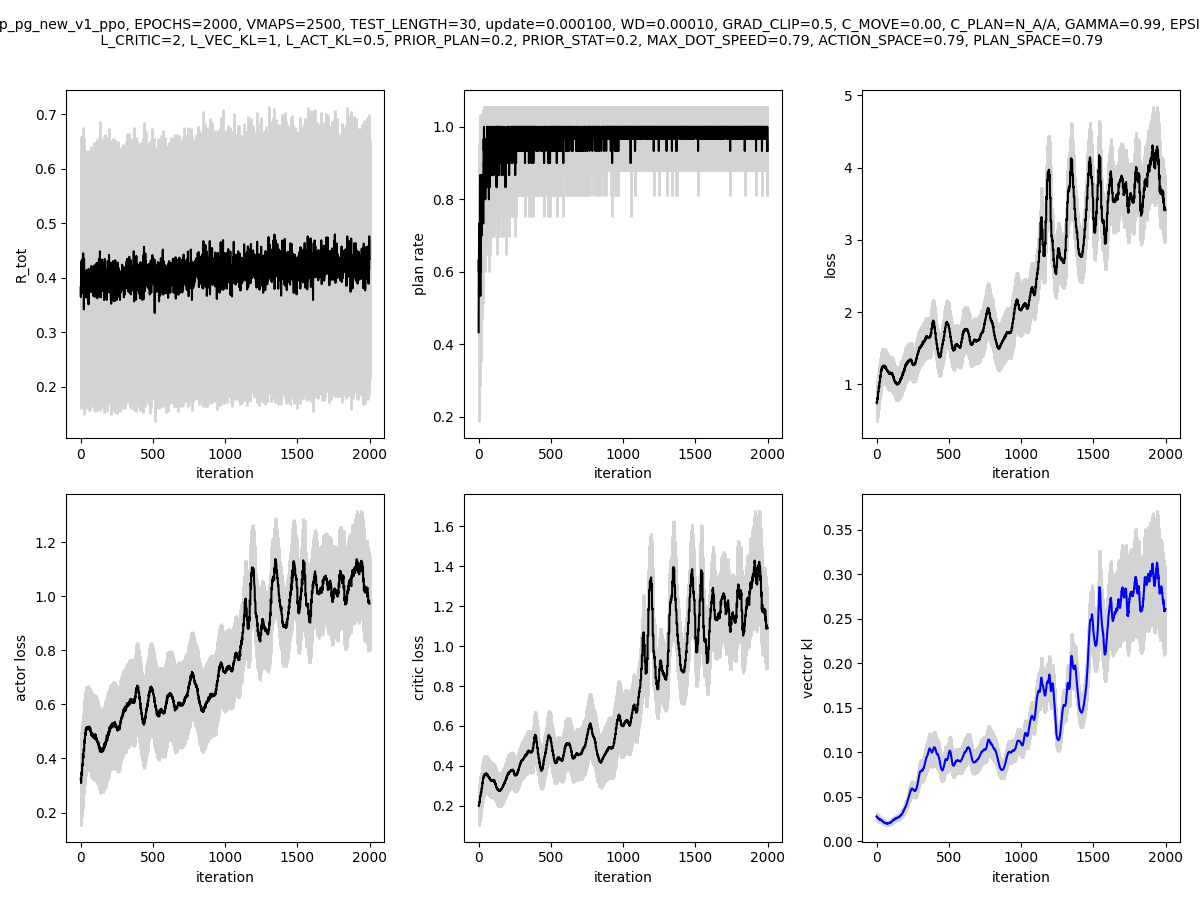 p_pg_new_v1_ppo, EPOCHS=2000, VMAPS=2500, TEST_LENGTH=30, update=0.000100, WD=0.00010, GRAD_CLIP=0.5, C_MOVE=0.00, C_PLAN=N_A/A, GAMMA=0.99, EPSI
L_CRITIC=2, L_VEC_KL=1, L_ACT_KL=0.5, PRIOR_PLAN=0.2, PRIOR_STAT=0.2, MAX_DOT_SPEED=0.79, ACTION_SPACE=0.79, PLAN_SPACE=0.79
R_tot
0.7
0.6
0.5
0.4
0.3
0.2
0 500 1000 1500 2000
iteration
plan rate
1.0
0.8
0.6
0.4
0.2
0 500 1000 1500 2000
iteration
loss
5
4
3
2
1
0 500 1000 1500 2000
iteration
actor loss
1.2
1.0
0.8
0.6
0.4
0.2
0 500 1000 1500 2000
iteration
critic loss
1.6
1.4
1.2
1.0
0.8
0.6
0.4
0.2
0 500 1000 1500 2000
iteration
vector kl
0.35
0.30
0.25
0.20
0.15
0.10
0.05
0.00
0 500 1000 1500 2000
iteration